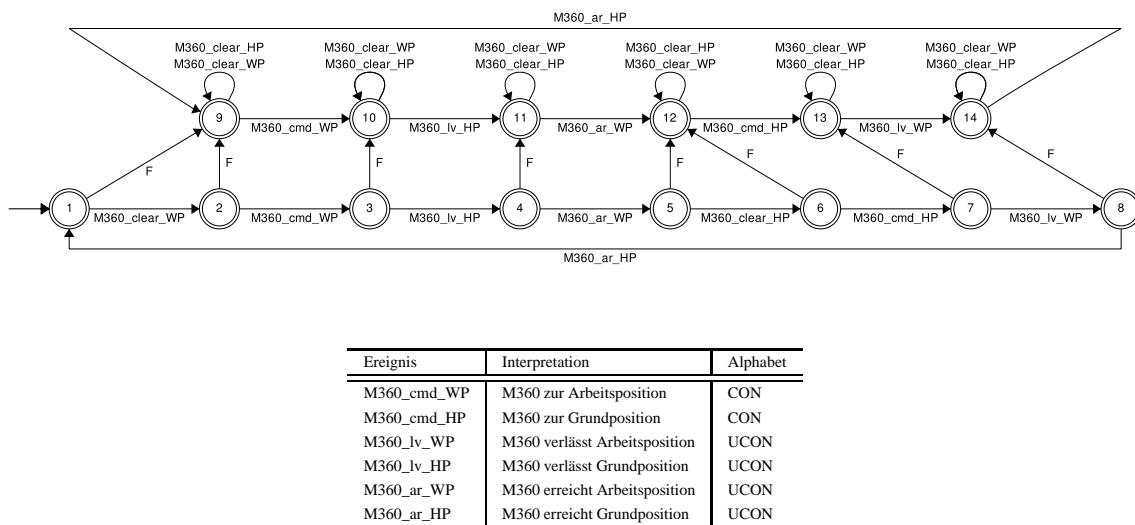 M360_ar_HP
M360_clear_HP M360_clear_WP M360_clear_WP M360_clear_HP M360_clear_WP M360_clear_WP
M360_clear_WP M360_clear_HP M360_clear_HP M360_clear_WP M360_clear_HP M360_clear_HP
9 M360_cmd_WP 10 M360_lv_HP 11 M360_ar_WP 12 M360_cmd_HP 13 M360_lv_WP 14
F F F F F F F F
1 M360_clear_WP 2 M360_cmd_WP 3 M360_lv_HP 4 M360_ar_WP 5 M360_clear_HP 6 M360_cmd_HP 7 M360_lv_WP 8
M360_ar_HP
Ereignis Interpretation Alphabet
M360_cmd_WP M360 zur Arbeitsposition CON
M360_cmd_HP M360 zur Grundposition CON
M360_lv_WP M360 verlässt Arbeitsposition UCON
M360_lv_HP M360 verlässt Grundposition UCON
M360_ar_WP M360 erreicht Arbeitsposition UCON
M360_ar_HP M360 erreicht Grundposition UCON